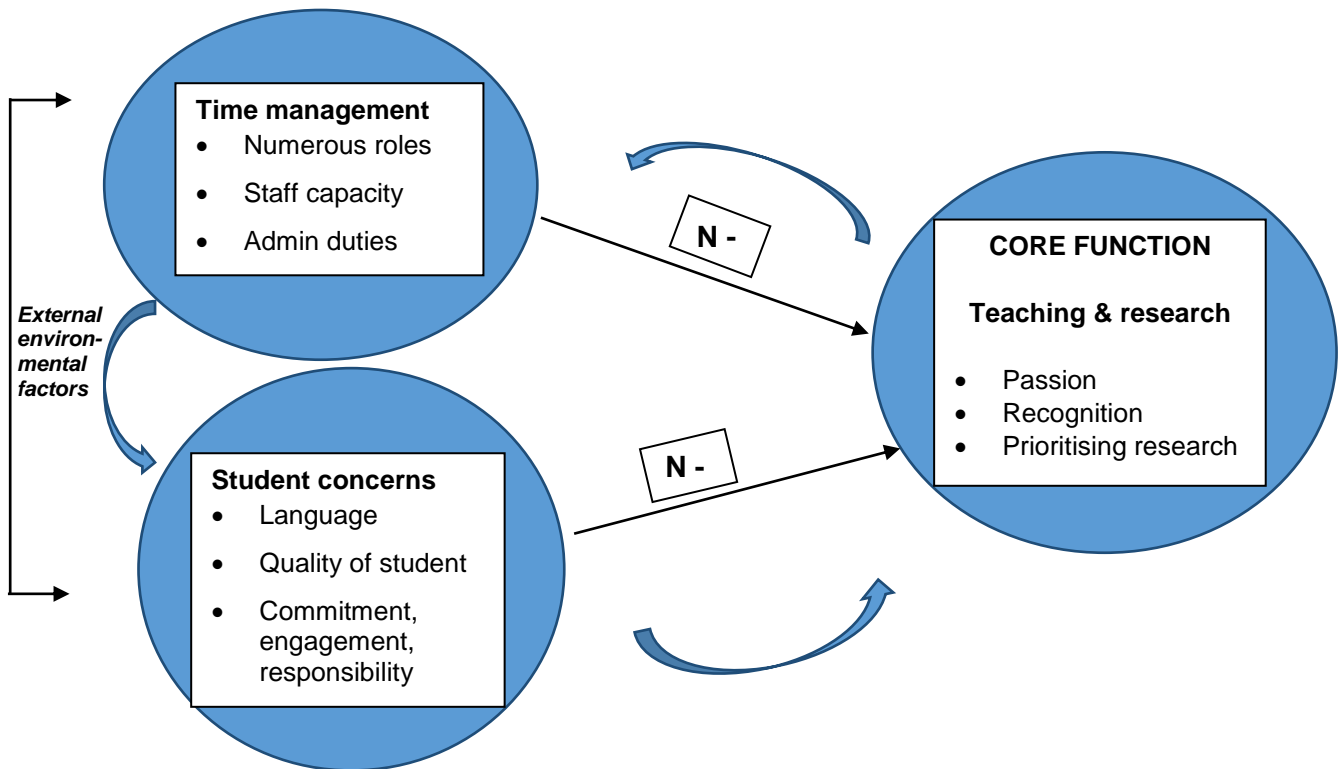 Time management
• Numerous roles
• Staff capacity
• Admin duties
External
environ-
mental
factors
Student concerns
• Language
• Quality of student
• Commitment,
engagement,
responsibility
N -
N -
CORE FUNCTION
Teaching & research
• Passion
• Recognition
• Prioritising research